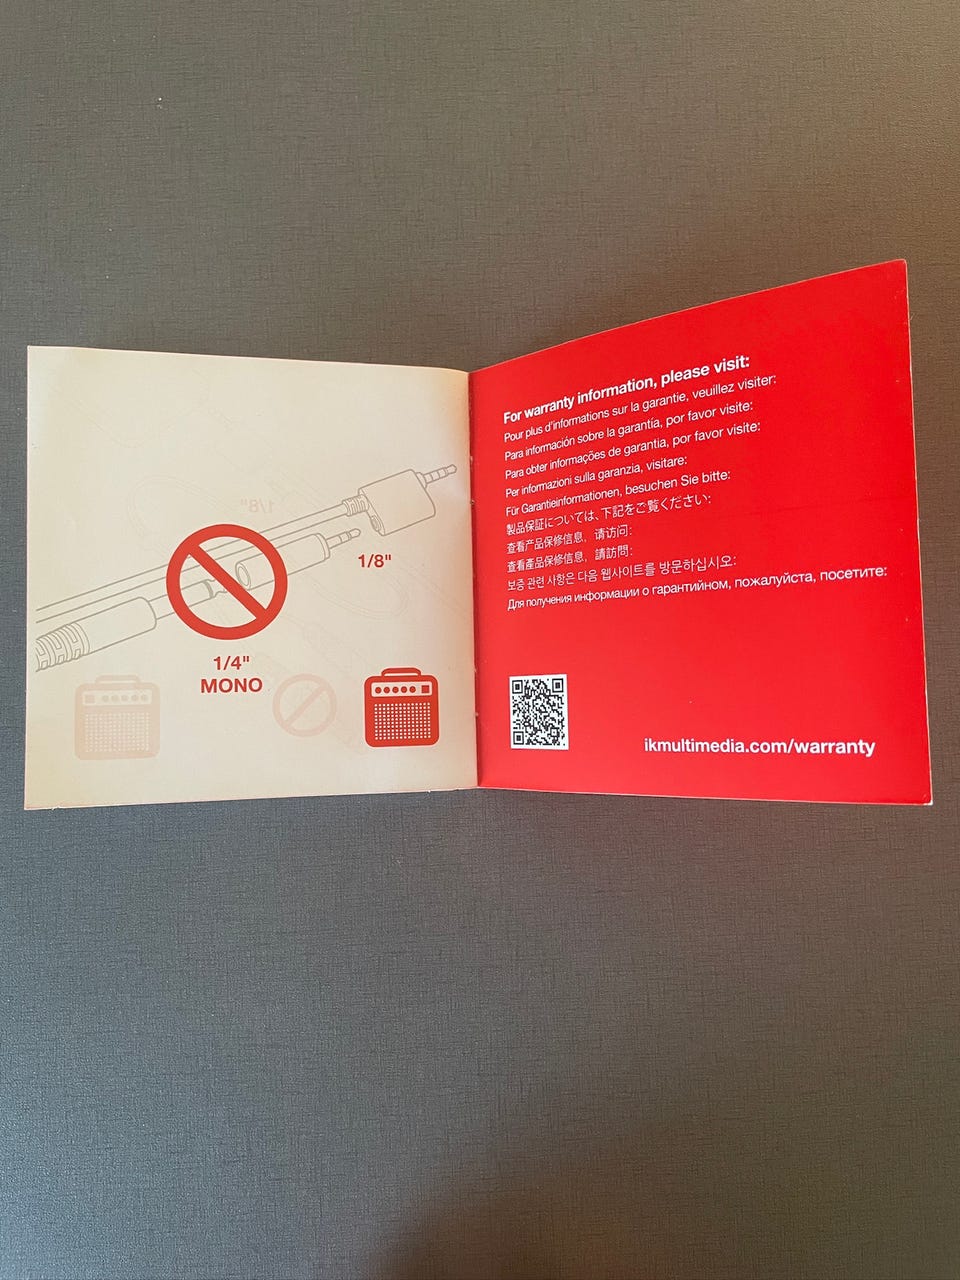 1/8"
1/8"
1/4"
MONO
For warranty information, please visit:
Pour plus d'informations sur la garantie, veuillez visiter:
Para información sobre la garantía, por favor visite:
Para obter informações de garantia, por favor visite:
Per informazioni sulla garanzia, visitare:
Für Garantieinformationen, besuchen Sie bitte:
製品保証については、下記をご覧ください:
查看产品保修信息，请访问:
查看產品保修信息，請訪問:
보증 관련 사항은 다음 웹사이트를 방문하십시오:
Для получения информации о гарантийном, пожалуйста, посетите:
ikmultimedia.com/warranty